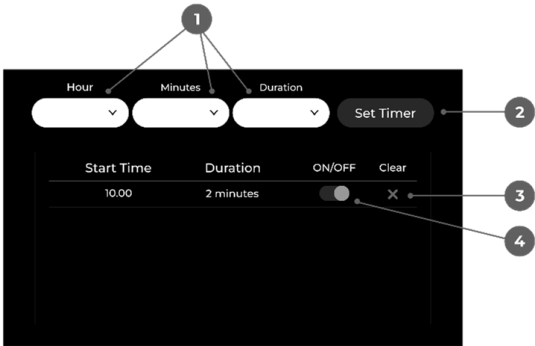 1
Hour Minutes Duration
Set Timer 2
Start Time Duration ON/OFF Clear
10.00 2 minutes
3
4